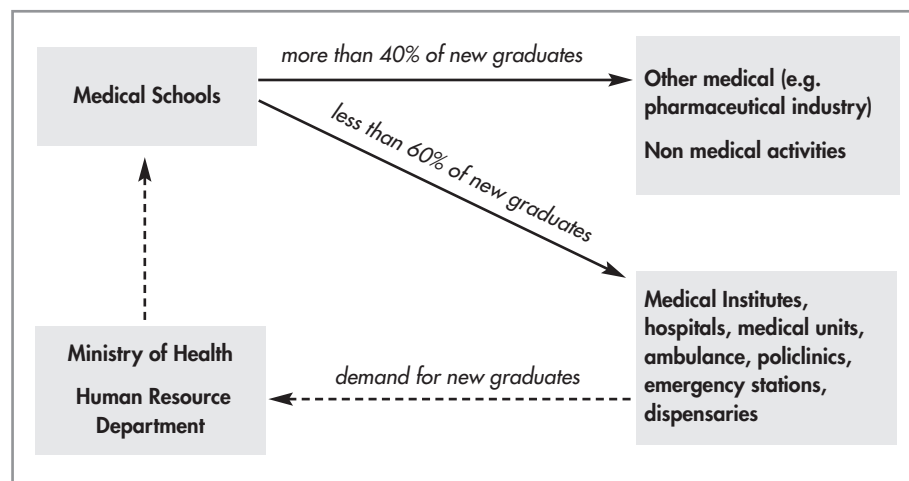 more than 40% of new graduates
Medical Schools
Other medical (e.g.
pharmaceutical industry)
Non medical activities
less than 60% of new graduates
Medical Institutes,
hospitals, medical units,
ambulance, policlinics,
emergency stations,
dispensaries
Ministry of Health
Human Resource
Department
demand for new graduates